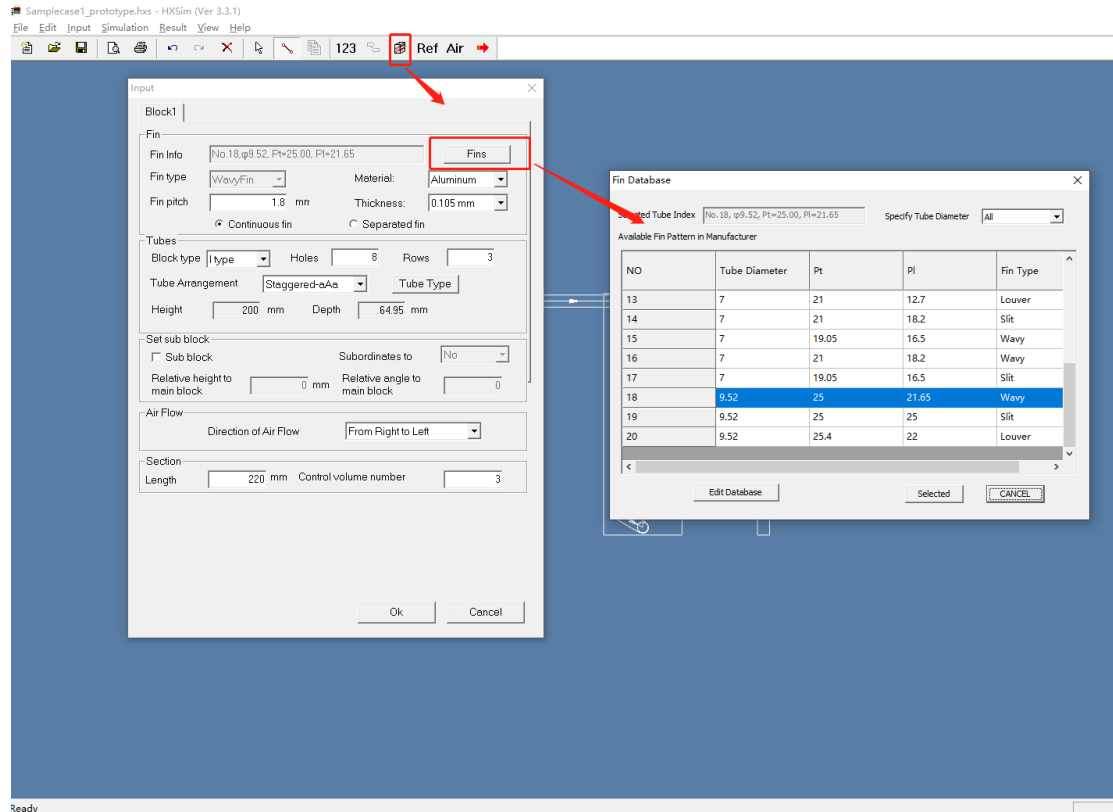 Samplecase1_prototype.hxs - HXSim (Ver 3.3.1)
File Edit Input Simulation Result View Help
123 Ref Air
Input
Block1
Fin
Fin Info No.18,φ9.52, Pt=25.00, Pl=21.65 Fins
Fin type WavyFin Material: Aluminum
Fin pitch 1.8 mm Thickness: 0.105 mm
Continuous fin Separated fin
Tubes
Block type I type Holes 8 Rows 3
Tube Arrangement Staggered-aAa Tube Type
Height 200 mm Depth 64.95 mm
Set sub block
Sub block Subordinates to No
Relative height to main block 0 mm Relative angle to main block 0
Air Flow
Direction of Air Flow From Right to Left
Section
Length 220 mm Control volume number 3
Ok Cancel
Fin Database
Selected Tube Index No.18, φ9.52, Pt=25.00, Pl=21.65 Specify Tube Diameter All
Available Fin Pattern in Manufacturer
NO Tube Diameter Pt Pl Fin Type
13 7 21 12.7 Louver
14 7 21 18.2 Slit
15 7 19.05 16.5 Wavy
16 7 21 18.2 Wavy
17 7 19.05 16.5 Slit
18 9.52 25 21.65 Wavy
19 9.52 25 25 Slit
20 9.52 25.4 22 Louver
Edit Database Selected CANCEL
Ready